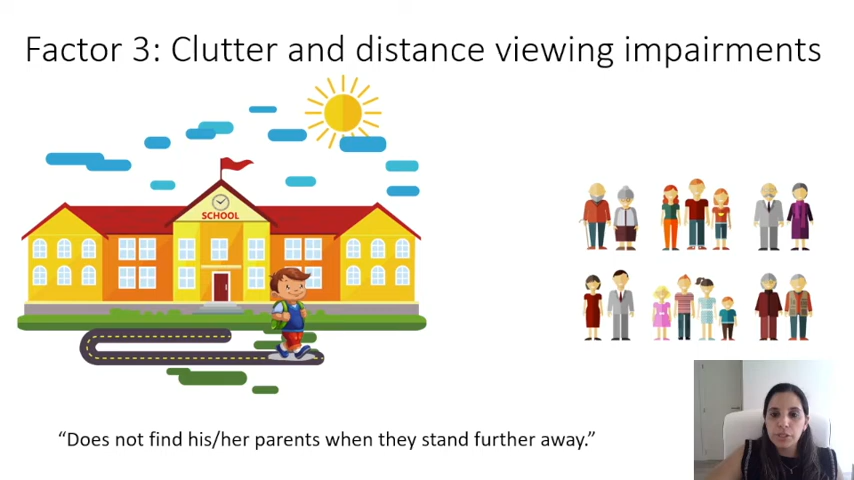 Factor 3: Clutter and distance viewing impairments
SCHOOL
“Does not find his/her parents when they stand further away.”